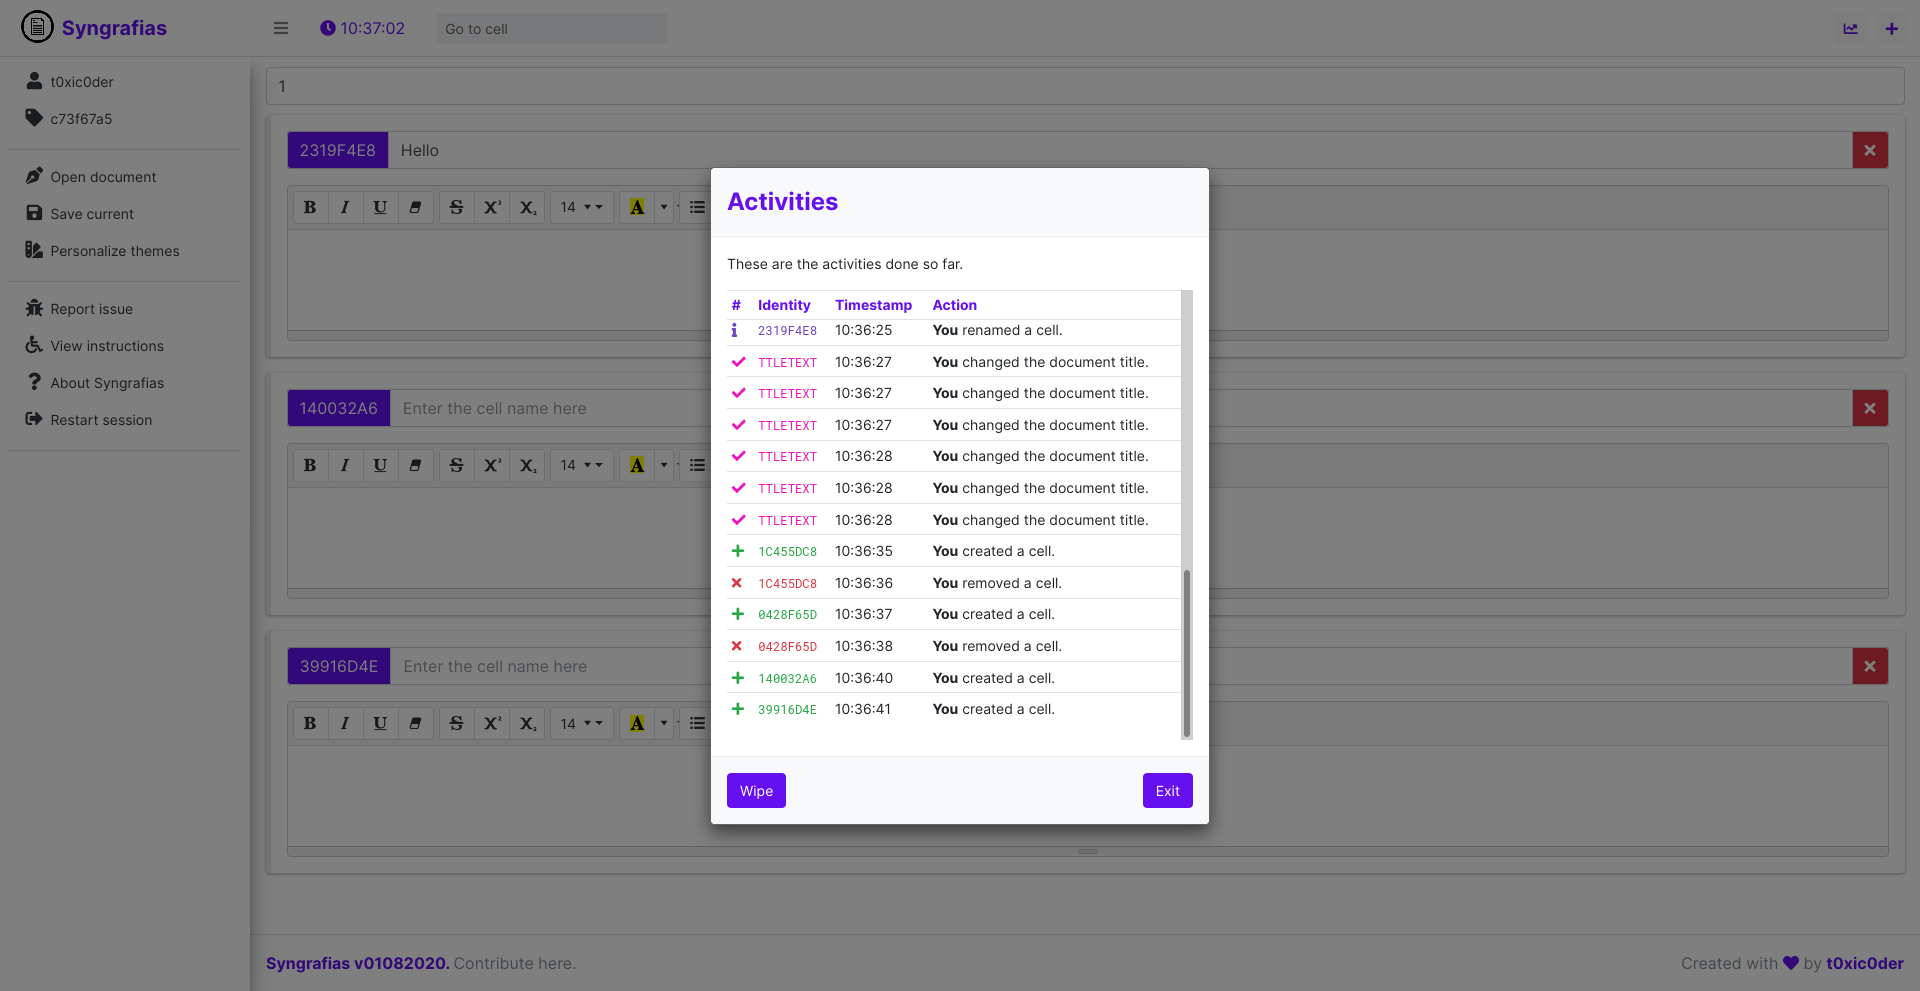 Syngrafias
10:37:02
Go to cell
t0xic0der
c73f67a5
Open document
Save current
Personalize themes
Report issue
View instructions
About Syngrafias
Restart session
1
2319F4E8 Hello
B I U S X² X₂ 14 A
140032A6 Enter the cell name here
B I U S X² X₂ 14 A
39916D4E Enter the cell name here
B I U S X² X₂ 14 A
Activities
These are the activities done so far.
# Identity Timestamp Action
2319F4E8 10:36:25 You renamed a cell.
TTLETEXT 10:36:27 You changed the document title.
TTLETEXT 10:36:27 You changed the document title.
TTLETEXT 10:36:27 You changed the document title.
TTLETEXT 10:36:28 You changed the document title.
TTLETEXT 10:36:28 You changed the document title.
TTLETEXT 10:36:28 You changed the document title.
1C455DC8 10:36:35 You created a cell.
1C455DC8 10:36:36 You removed a cell.
0428F65D 10:36:37 You created a cell.
0428F65D 10:36:38 You removed a cell.
140032A6 10:36:40 You created a cell.
39916D4E 10:36:41 You created a cell.
Wipe
Exit
Syngrafias v01082020. Contribute here.
Created with by t0xic0der